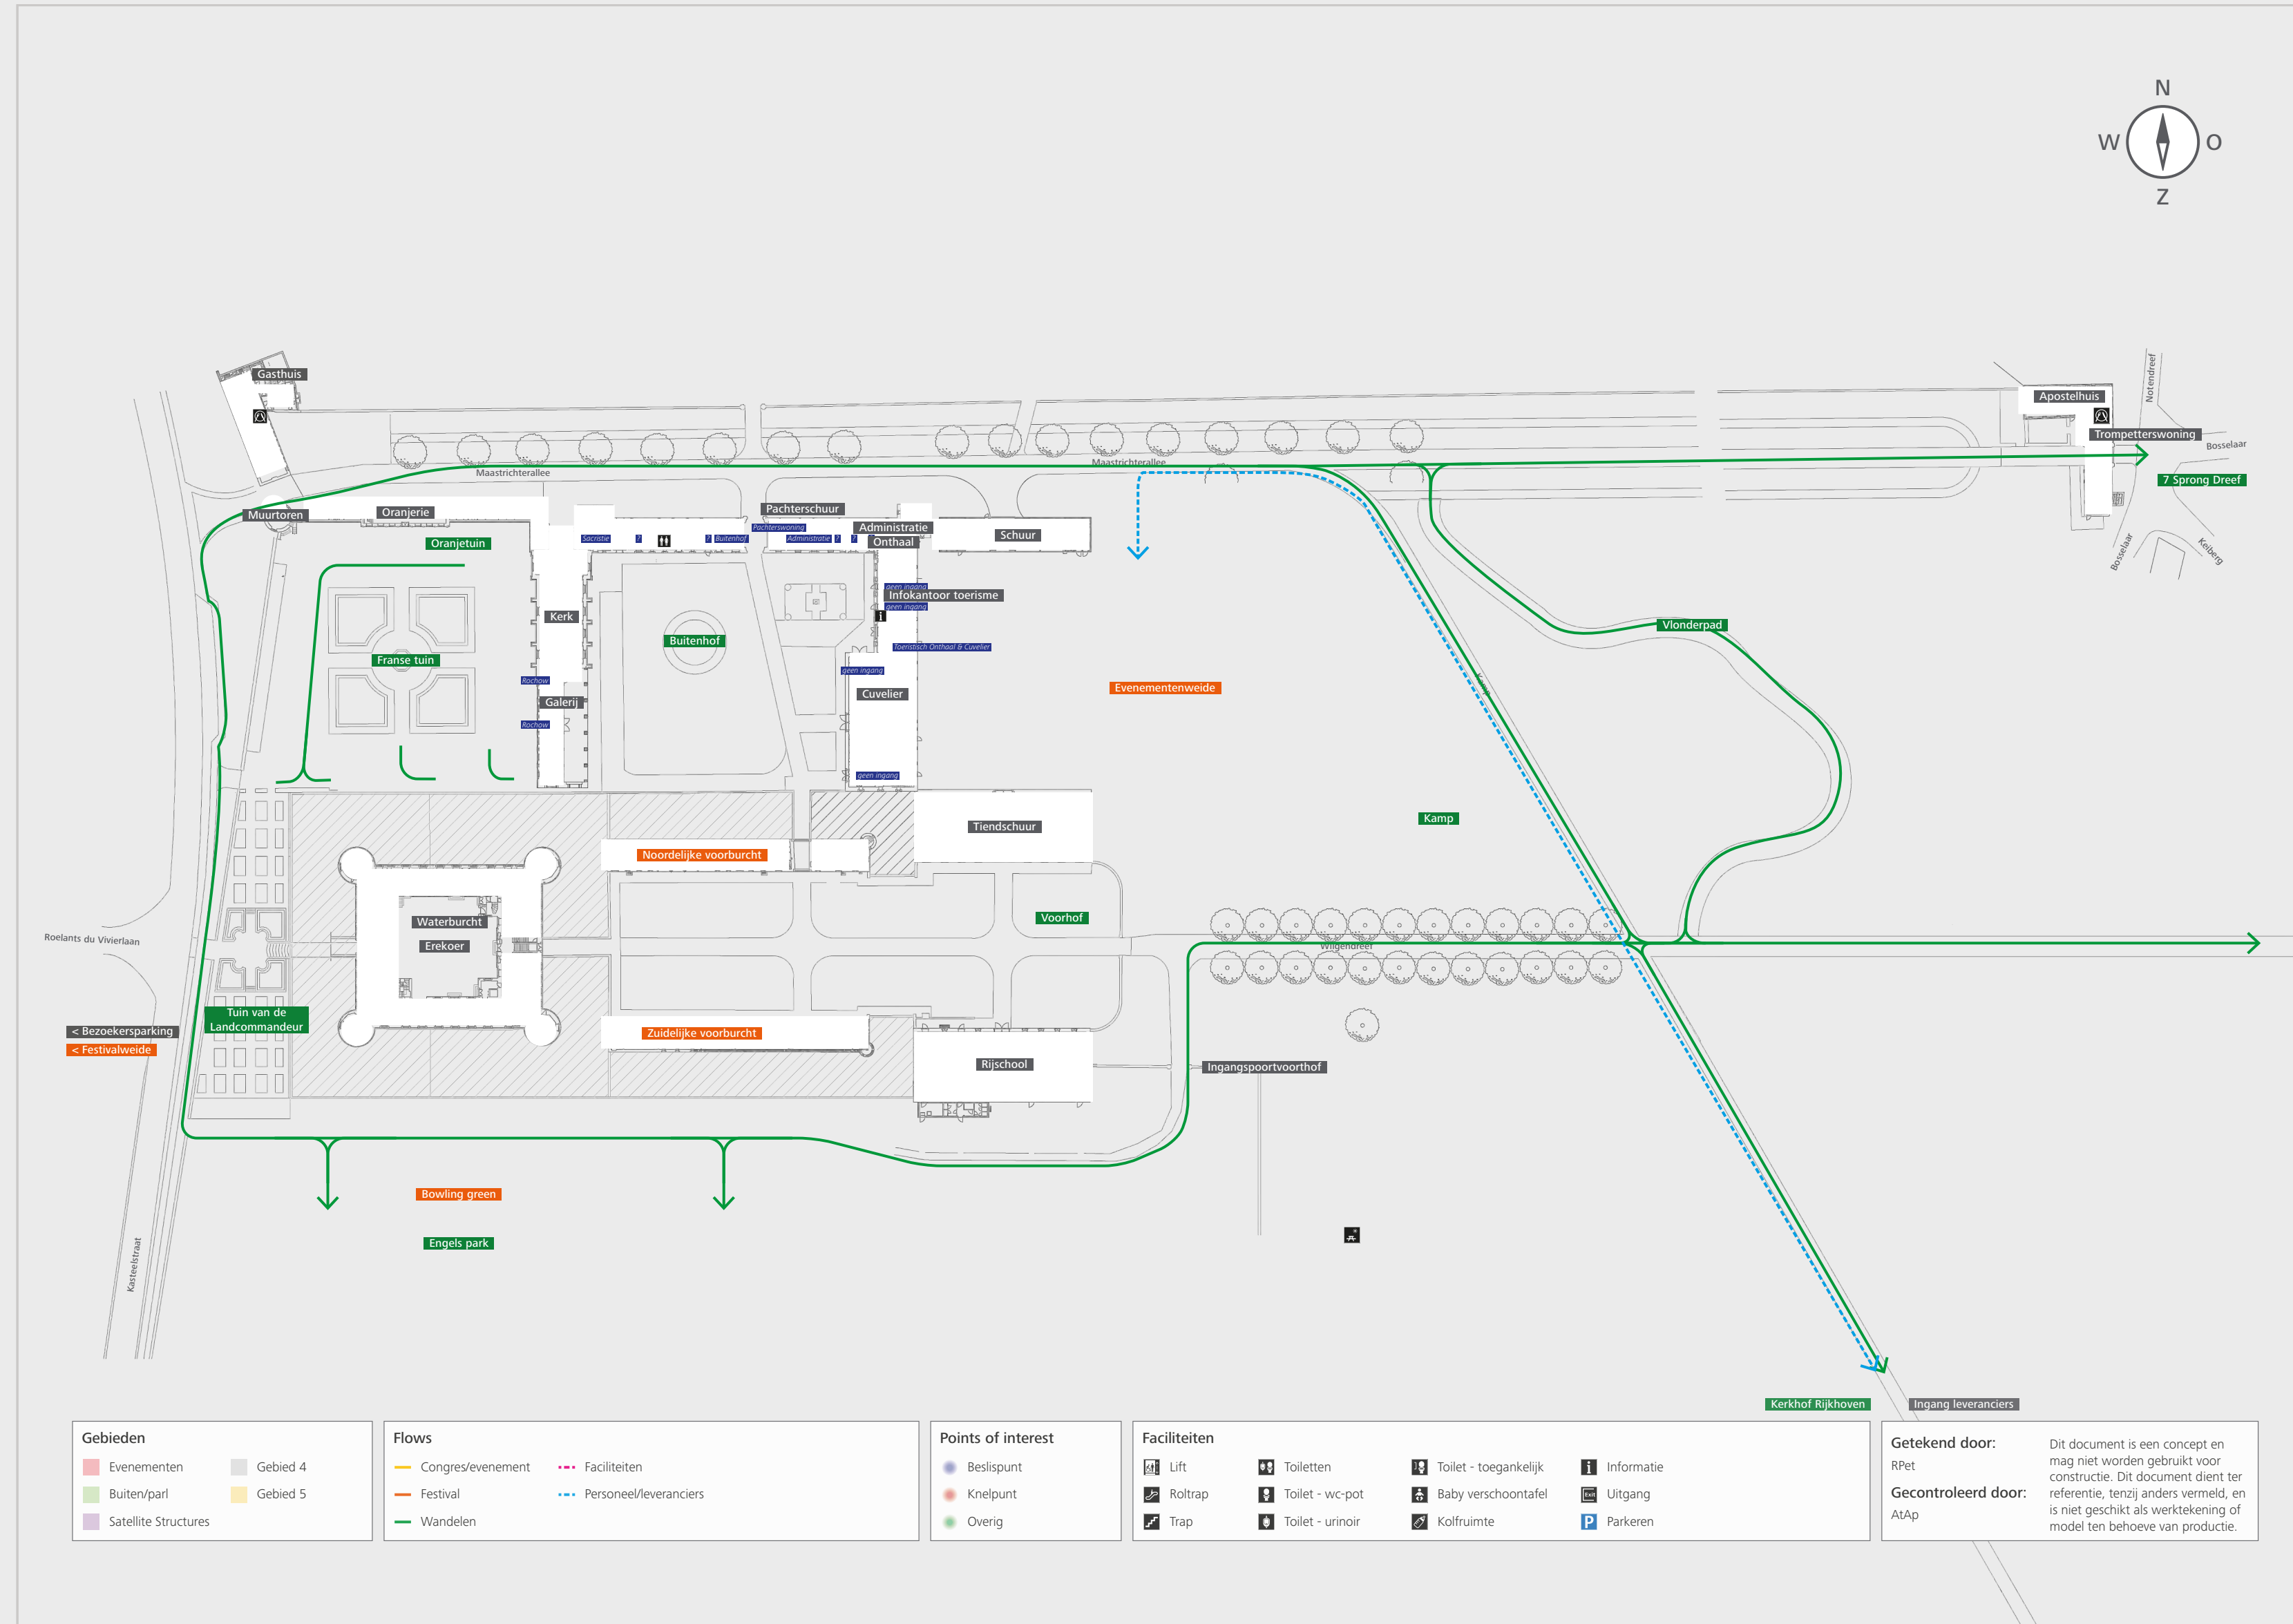 N
W
O
Z
Gasthuis
Notendreef
Apostelhuis
Trompetterswoning
Bosselaar
7 Sprong Dreef
Bosselaar
Keiberg
Maastrichterallee
Maastrichterallee
Muurtoren
Oranjerie
Oranjetuin
Pachterschuur
Pachterswoning
Administratie
Sacristie
?
?
Buitenhof
Administratie
?
?
Onthaal
Schuur
geen ingang
Infokantoor toerisme
geen ingang
Kerk
Buitenhof
Toeristisch Onthaal & Cuvelier
Vlonderpad
Franse tuin
geen ingang
Rochow
Evenementenweide
Kamp
Galerij
Cuvelier
Rochow
geen ingang
Kamp
Tiendschuur
Noordelijke voorburcht
Waterburcht
Voorhof
Roelants du Vivierlaan
Erekoer
Wilgendreef
Tuin van de
Landcommandeur
< Bezoekersparking
< Festivalweide
Zuidelijke voorburcht
Rijschool
Ingangspoortvoorthof
Bowling green
Engels park
Kasteelstraat
Kerkhof Rijkhoven
Ingang leveranciers
Gebieden
Evenementen
Gebied 4
Buiten/parl
Gebied 5
Satellite Structures
Flows
Congres/evenement
Faciliteiten
Festival
Personeel/leveranciers
Wandelen
Points of interest
Beslispunt
Knelpunt
Overig
Faciliteiten
Lift
Toiletten
Toilet - toegankelijk
Informatie
Roltrap
Toilet - wc-pot
Baby verschoontafel
Exit
Uitgang
Trap
Toilet - urinoir
Kolfruimte
P
Parkeren
Getekend door:
RPet
Gecontroleerd door:
AtAp
Dit document is een concept en
mag niet worden gebruikt voor
constructie. Dit document dient ter
referentie, tenzij anders vermeld, en
is niet geschikt als werktekening of
model ten behoeve van productie.